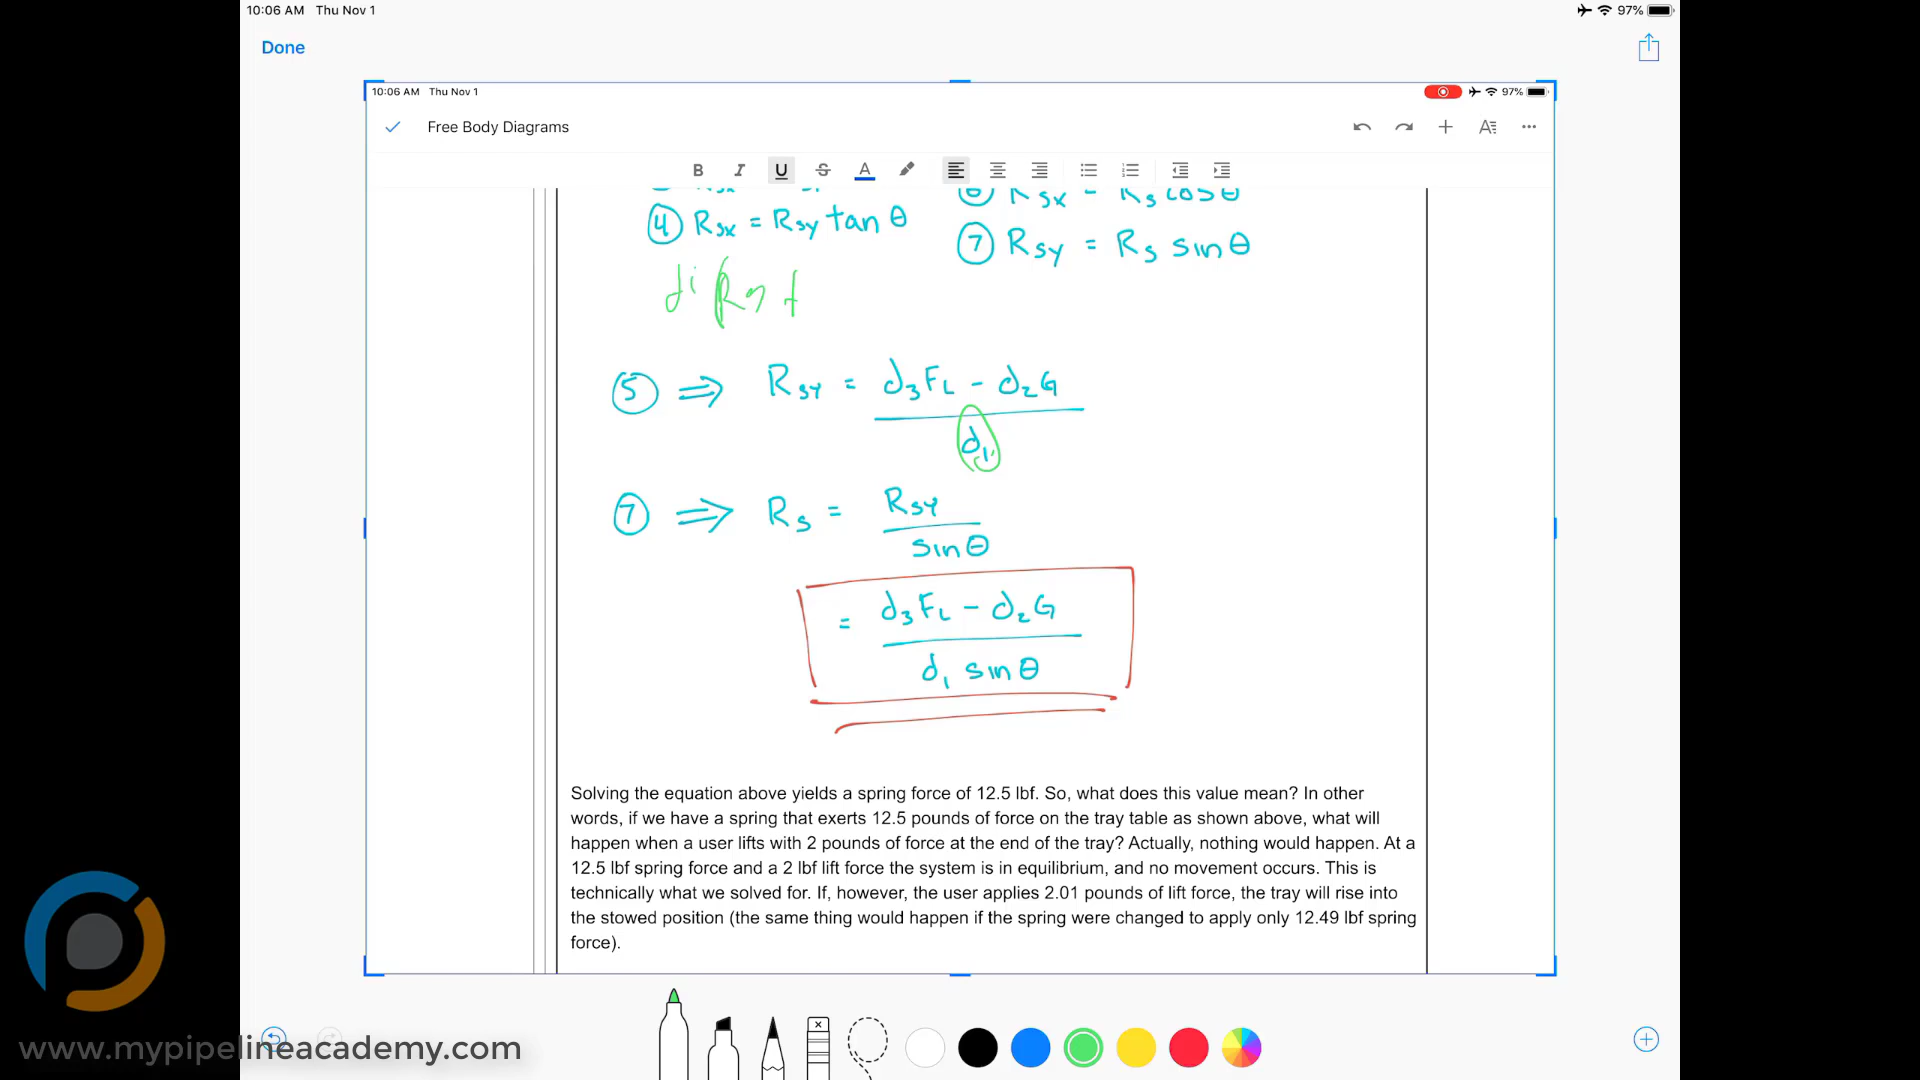 10:06 AM Thu Nov 1 97%
Done
10:06 AM Thu Nov 1 97%
Free Body Diagrams
B I U S A
④ Rsx = Rsy tan θ
⑥ Rsx = Rs cos θ
⑦ Rsy = Rs sin θ
⑤ ⇒ Rsy = d₃FL - d₂G
d₁
⑦ ⇒ Rs = Rsy
sin θ
= d₃FL - d₂G
d₁ sin θ
Solving the equation above yields a spring force of 12.5 lbf. So, what does this value mean? In other
words, if we have a spring that exerts 12.5 pounds of force on the tray table as shown above, what will
happen when a user lifts with 2 pounds of force at the end of the tray? Actually, nothing would happen. At a
12.5 lbf spring force and a 2 lbf lift force the system is in equilibrium, and no movement occurs. This is
technically what we solved for. If, however, the user applies 2.01 pounds of lift force, the tray will rise into
the stowed position (the same thing would happen if the spring were changed to apply only 12.49 lbf spring
force).
www.mypipelineacademy.com